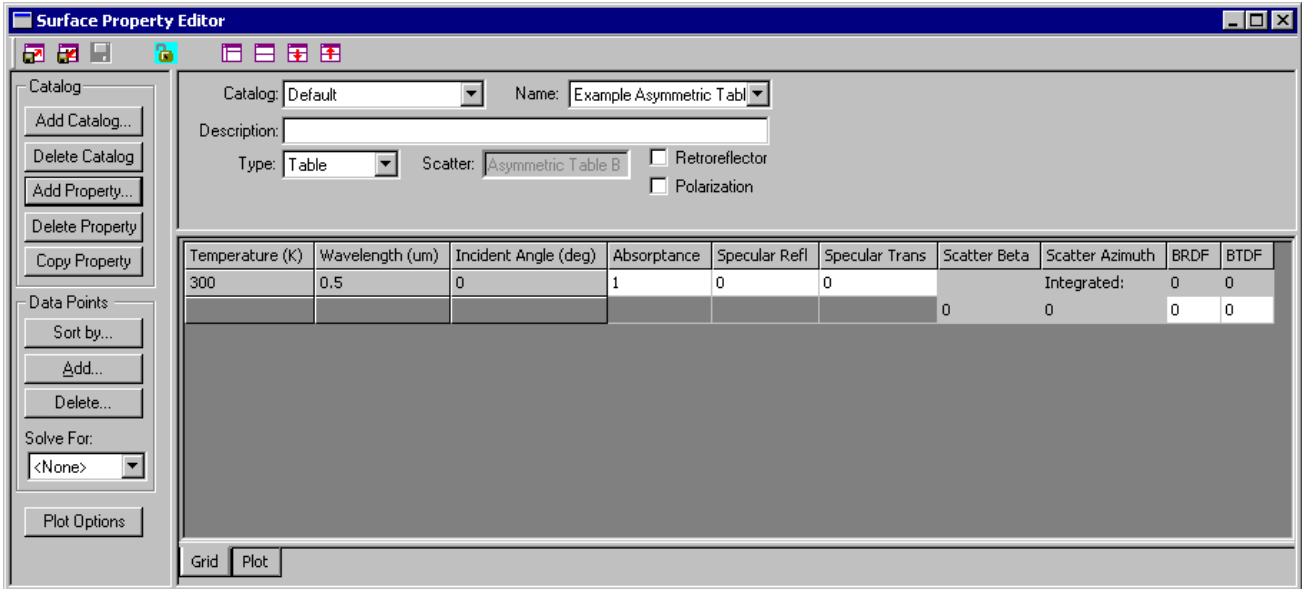 Surface Property Editor
Catalog
Add Catalog...
Delete Catalog
Add Property...
Delete Property
Copy Property
Data Points
Sort by...
Add...
Delete...
Solve For:
<None>
Plot Options
Catalog: Default Name: Example Asymmetric Tabl
Description:
Type: Table Scatter: Asymmetric Table B Retroreflector
Polarization
Temperature (K) Wavelength (um) Incident Angle (deg) Absorptance Specular Refl Specular Trans Scatter Beta Scatter Azimuth BRDF BTDF
300 0.5 0 1 0 0 Integrated: 0 0
0 0 0 0
Grid Plot